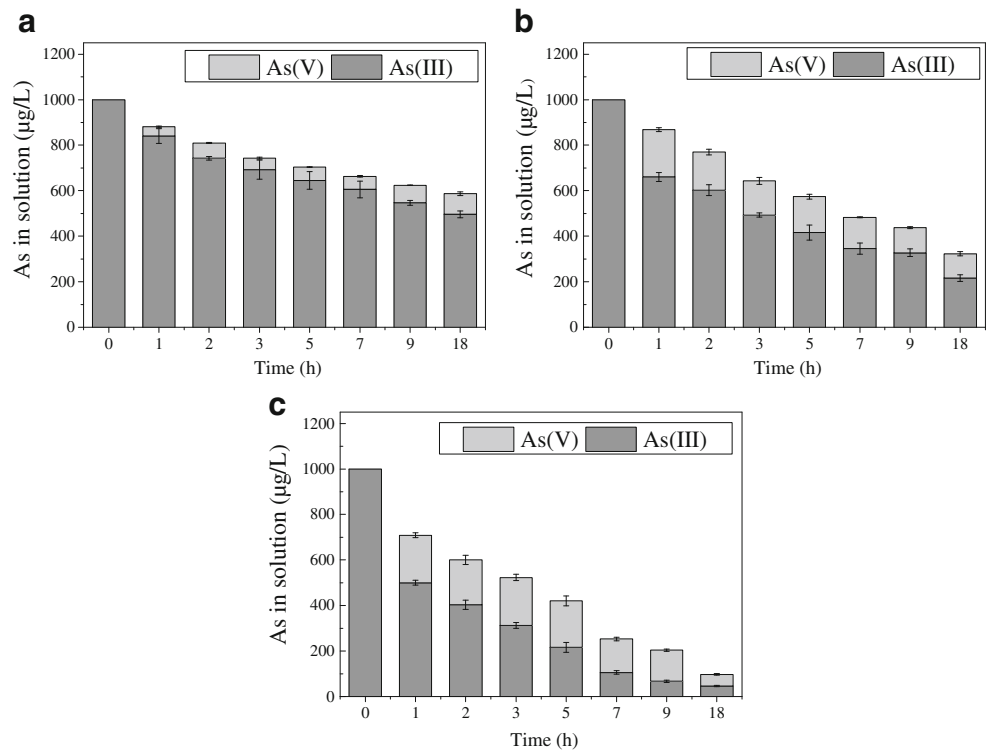 a
As(V) As(III)
As in solution (µg/L)
1200
1000
800
600
400
200
0
0 1 2 3 5 7 9 18
Time (h)
b
As(V) As(III)
As in solution (µg/L)
1200
1000
800
600
400
200
0
0 1 2 3 5 7 9 18
Time (h)
c
As(V) As(III)
As in solution (µg/L)
1200
1000
800
600
400
200
0
0 1 2 3 5 7 9 18
Time (h)